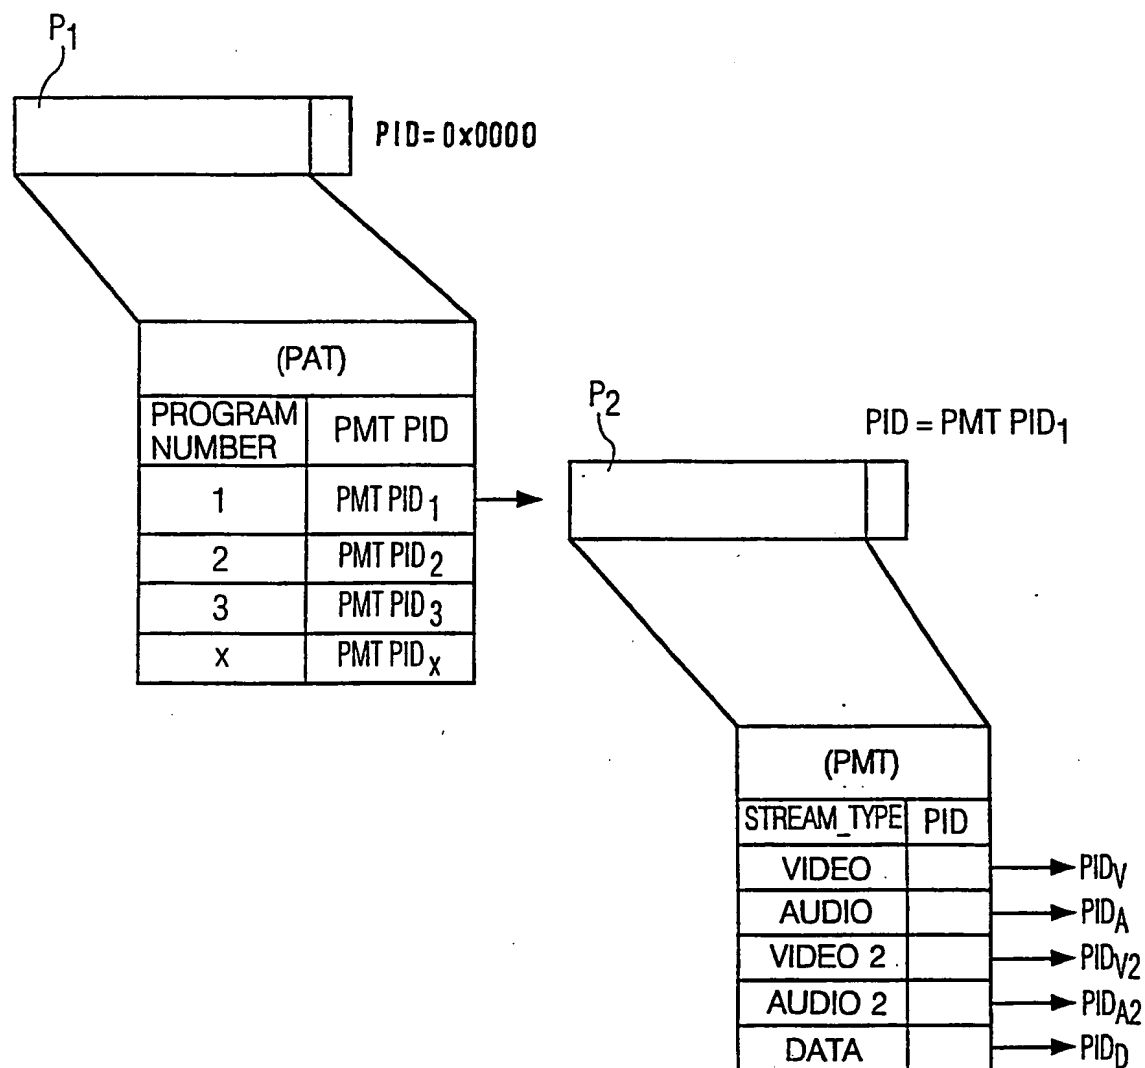 P1
PID=0x0000
(PAT)
PROGRAM NUMBER PMT PID
1 PMT PID1
2 PMT PID2
3 PMT PID3
x PMT PIDx
P2
PID = PMT PID1
(PMT)
STREAM_TYPE PID
VIDEO PIDV
AUDIO PIDA
VIDEO 2 PIDV2
AUDIO 2 PIDA2
DATA PIDD